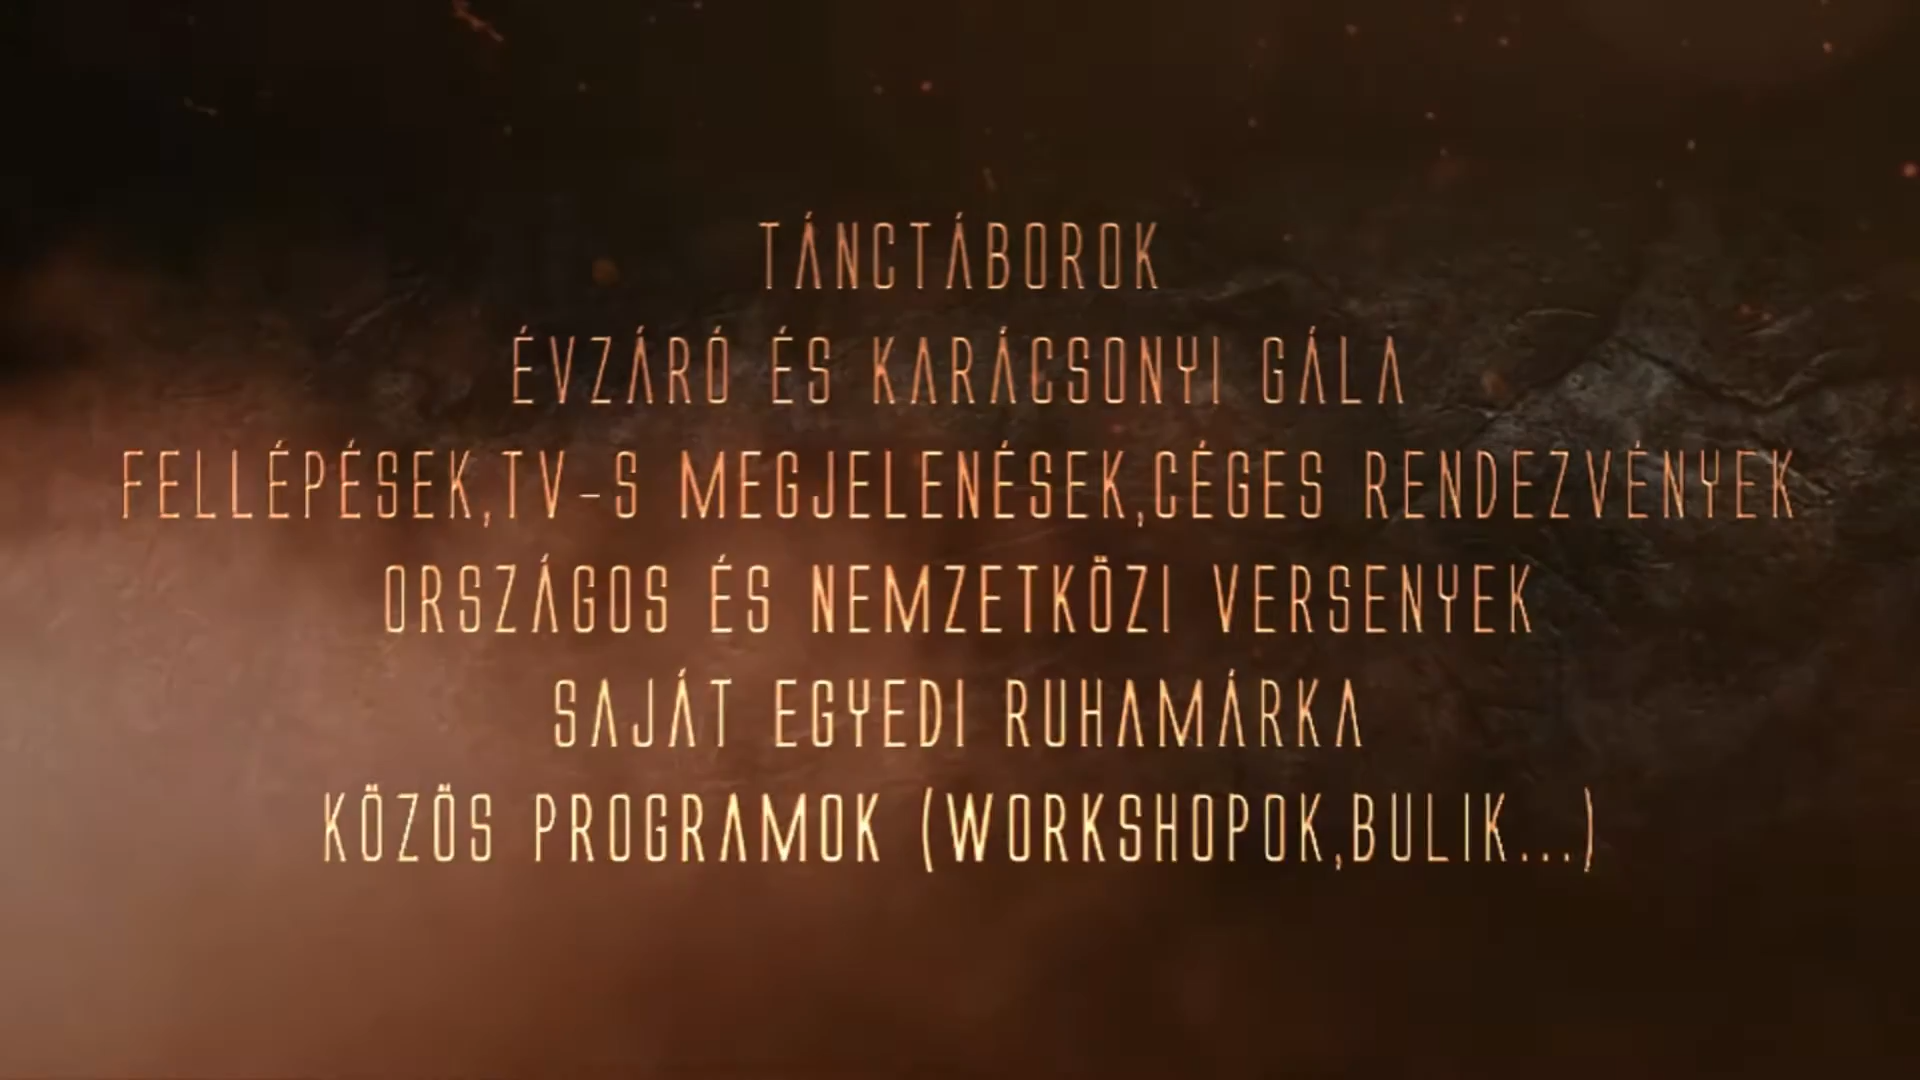 TÁNCTÁBOROK
ÉVZÁRÓ ÉS KARÁCSONYI GÁLA
FELLÉPÉSEK,TV-S MEGJELENÉSEK,CÉGES RENDEZVÉNYEK
ORSZÁGOS ÉS NEMZETKÖZI VERSENYEK
SAJÁT EGYEDI RUHAMÁRKA
KÖZÖS PROGRAMOK (WORKSHOPOK,BULIK...)